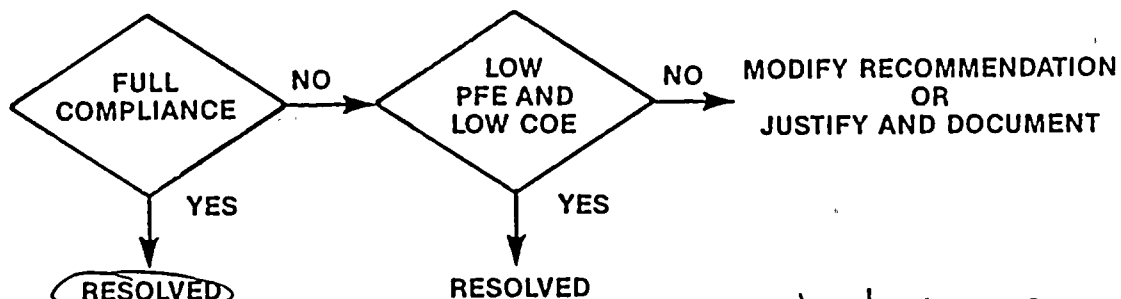 FULL
COMPLIANCE
NO
LOW
PFE AND
LOW COE
NO
MODIFY RECOMMENDATION
OR
JUSTIFY AND DOCUMENT
YES
YES
RESOLVED
RESOLVED